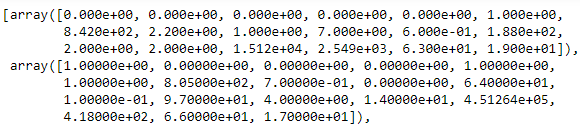 [array([0.000e+00, 0.000e+00, 0.000e+00, 0.000e+00, 0.000e+00, 1.000e+00,
8.420e+02, 2.200e+00, 1.000e+00, 7.000e+00, 6.000e-01, 1.880e+02,
2.000e+00, 2.000e+00, 1.512e+04, 2.549e+03, 6.300e+01, 1.900e+01]),
array([1.00000e+00, 0.00000e+00, 0.00000e+00, 0.00000e+00, 1.00000e+00,
1.00000e+00, 8.05000e+02, 7.00000e-01, 0.00000e+00, 6.40000e+01,
1.00000e-01, 9.70000e+01, 4.00000e+00, 1.40000e+01, 4.51264e+05,
4.18000e+02, 6.60000e+01, 1.70000e+01]),